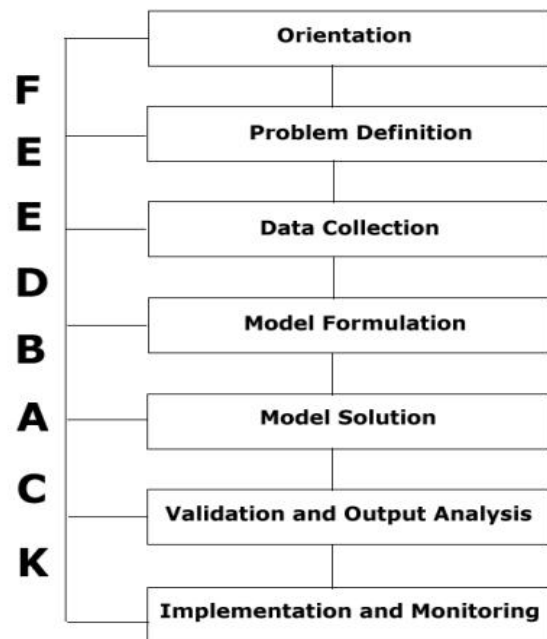 Orientation
Problem Definition
Data Collection
Model Formulation
Model Solution
Validation and Output Analysis
Implementation and Monitoring
F
E
E
D
B
A
C
K